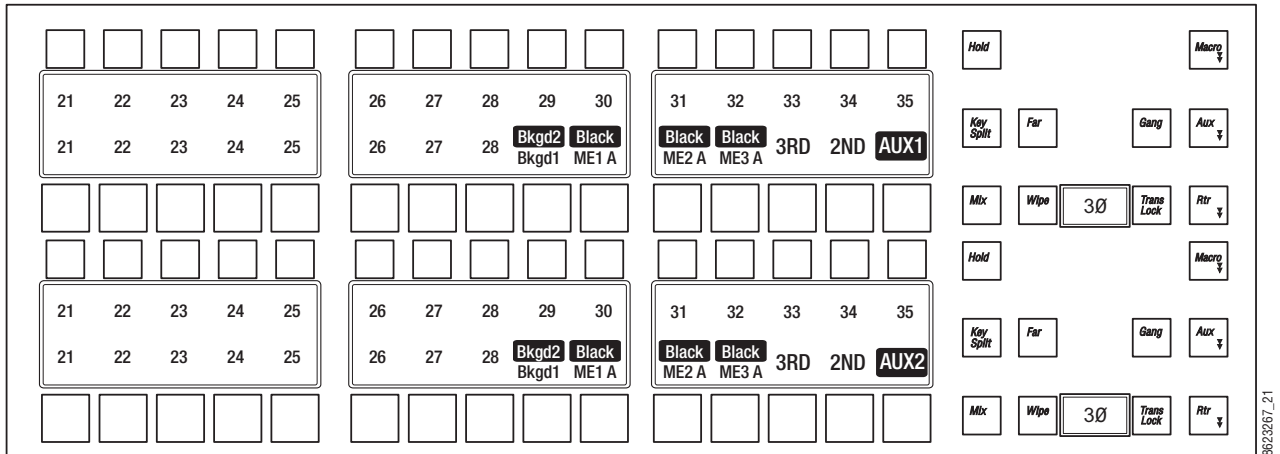 Hold Macro
21 22 23 24 25 26 27 28 29 30 31 32 33 34 35
Key Split Far Gang Aux
21 22 23 24 25 26 27 28 Bkgd2 Black Black Black 3RD 2ND AUX1
Bkgd1 ME1 A ME2 A ME3 A
Mix Wipe 3Ø Trans Lock Rtr
Hold Macro
21 22 23 24 25 26 27 28 29 30 31 32 33 34 35
Key Split Far Gang Aux
21 22 23 24 25 26 27 28 Bkgd2 Black Black Black 3RD 2ND AUX2
Bkgd1 ME1 A ME2 A ME3 A
Mix Wipe 3Ø Trans Lock Rtr
8623267_21